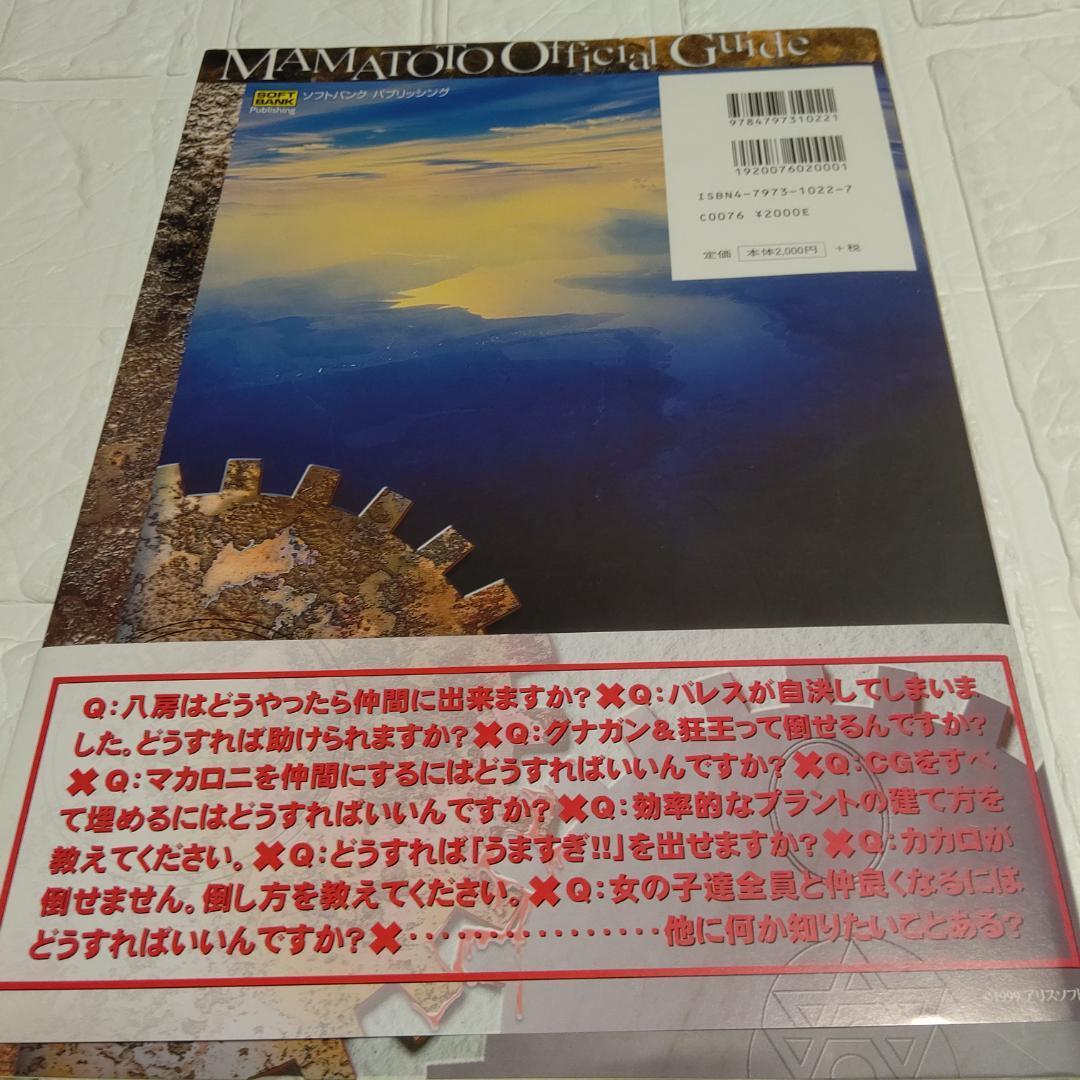 MAMATOTO Official Guide
SOFT
BANK
Publishing
ソフトバンク パブリッシング
9784797310221
1920076020001
ISBN4-7973-1022-7
C0076 ¥2000E
定価 本体2,000円 +税
Q:八房はどうやったら仲間に出来ますか?✖Q:バレスが自決してしまいま
した。どうすれば助けられますか?✖Q:グナガン&狂王って倒せるんですか?
✖Q:マカロニを仲間にするにはどうすればいいんですか?✖Q:CGをすべ
て埋めるにはどうすればいいんですか?✖Q:効率的なプラントの建て方を
教えてください。✖Q:どうすれば「うますぎ!!」を出せますか?✖Q:カカロが
倒せません。倒し方を教えてください。✖Q:女の子達全員と仲良くなるには
どうすればいいんですか?✖・・・・・・・・・・・・・・・・・他に何か知りたいことある?
©1999 アリスソフト